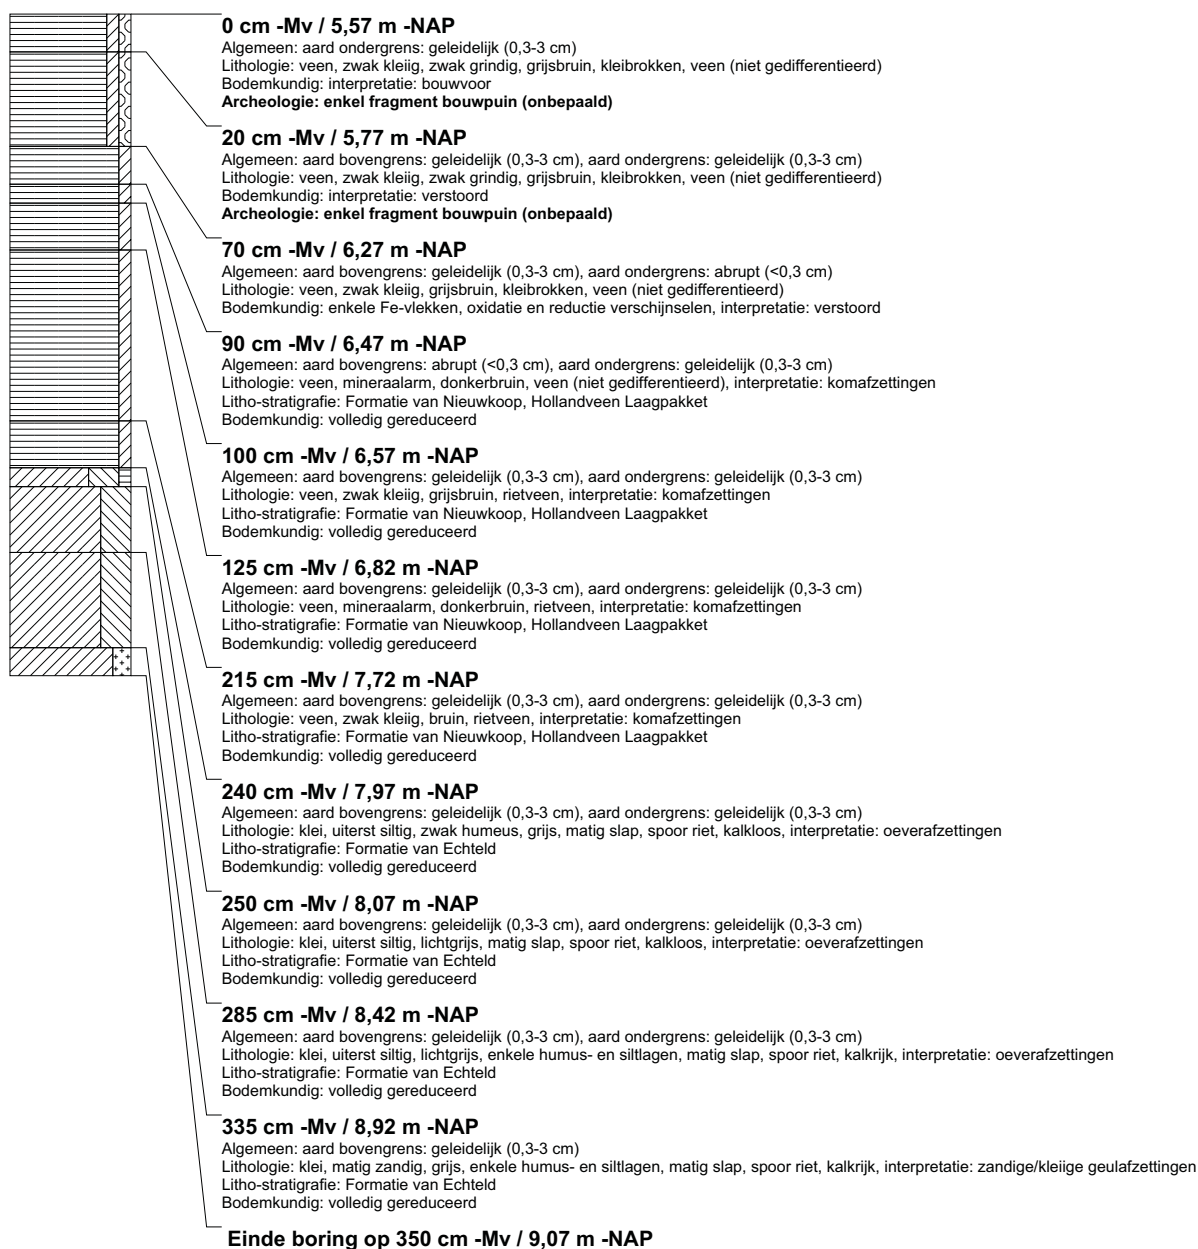 0 cm -Mv / 5,57 m -NAP
Algemeen: aard ondergrens: geleidelijk (0,3-3 cm)
Lithologie: veen, zwak kleiig, zwak grindig, grijsbruin, kleibrokken, veen (niet gedifferentieerd)
Bodemkundig: interpretatie: bouwvoor
Archeologie: enkel fragment bouwpuin (onbepaald)
20 cm -Mv / 5,77 m -NAP
Algemeen: aard bovengrens: geleidelijk (0,3-3 cm), aard ondergrens: geleidelijk (0,3-3 cm)
Lithologie: veen, zwak kleiig, zwak grindig, grijsbruin, kleibrokken, veen (niet gedifferentieerd)
Bodemkundig: interpretatie: verstoord
Archeologie: enkel fragment bouwpuin (onbepaald)
70 cm -Mv / 6,27 m -NAP
Algemeen: aard bovengrens: geleidelijk (0,3-3 cm), aard ondergrens: abrupt (<0,3 cm)
Lithologie: veen, zwak kleiig, grijsbruin, kleibrokken, veen (niet gedifferentieerd)
Bodemkundig: enkele Fe-vlekken, oxidatie en reductie verschijnselen, interpretatie: verstoord
90 cm -Mv / 6,47 m -NAP
Algemeen: aard bovengrens: abrupt (<0,3 cm), aard ondergrens: geleidelijk (0,3-3 cm)
Lithologie: veen, mineraalarm, donkerbruin, veen (niet gedifferentieerd), interpretatie: komafzettingen
Litho-stratigrafie: Formatie van Nieuwkoop, Hollandveen Laagpakket
Bodemkundig: volledig gereduceerd
100 cm -Mv / 6,57 m -NAP
Algemeen: aard bovengrens: geleidelijk (0,3-3 cm), aard ondergrens: geleidelijk (0,3-3 cm)
Lithologie: veen, zwak kleiig, grijsbruin, rietveen, interpretatie: komafzettingen
Litho-stratigrafie: Formatie van Nieuwkoop, Hollandveen Laagpakket
Bodemkundig: volledig gereduceerd
125 cm -Mv / 6,82 m -NAP
Algemeen: aard bovengrens: geleidelijk (0,3-3 cm), aard ondergrens: geleidelijk (0,3-3 cm)
Lithologie: veen, mineraalarm, donkerbruin, rietveen, interpretatie: komafzettingen
Litho-stratigrafie: Formatie van Nieuwkoop, Hollandveen Laagpakket
Bodemkundig: volledig gereduceerd
215 cm -Mv / 7,72 m -NAP
Algemeen: aard bovengrens: geleidelijk (0,3-3 cm), aard ondergrens: geleidelijk (0,3-3 cm)
Lithologie: veen, zwak kleiig, bruin, rietveen, interpretatie: komafzettingen
Litho-stratigrafie: Formatie van Nieuwkoop, Hollandveen Laagpakket
Bodemkundig: volledig gereduceerd
240 cm -Mv / 7,97 m -NAP
Algemeen: aard bovengrens: geleidelijk (0,3-3 cm), aard ondergrens: geleidelijk (0,3-3 cm)
Lithologie: klei, uiterst siltig, zwak humeus, grijs, matig slap, spoor riet, kalkloos, interpretatie: oeverafzettingen
Litho-stratigrafie: Formatie van Echteld
Bodemkundig: volledig gereduceerd
250 cm -Mv / 8,07 m -NAP
Algemeen: aard bovengrens: geleidelijk (0,3-3 cm), aard ondergrens: geleidelijk (0,3-3 cm)
Lithologie: klei, uiterst siltig, lichtgrijs, matig slap, spoor riet, kalkloos, interpretatie: oeverafzettingen
Litho-stratigrafie: Formatie van Echteld
Bodemkundig: volledig gereduceerd
285 cm -Mv / 8,42 m -NAP
Algemeen: aard bovengrens: geleidelijk (0,3-3 cm), aard ondergrens: geleidelijk (0,3-3 cm)
Lithologie: klei, uiterst siltig, lichtgrijs, enkele humus- en siltlagen, matig slap, spoor riet, kalkrijk, interpretatie: oeverafzettingen
Litho-stratigrafie: Formatie van Echteld
Bodemkundig: volledig gereduceerd
335 cm -Mv / 8,92 m -NAP
Algemeen: aard bovengrens: geleidelijk (0,3-3 cm)
Lithologie: klei, matig zandig, grijs, enkele humus- en siltlagen, matig slap, spoor riet, kalkrijk, interpretatie: zandige/kleiige geulafzettingen
Litho-stratigrafie: Formatie van Echteld
Bodemkundig: volledig gereduceerd
Einde boring op 350 cm -Mv / 9,07 m -NAP